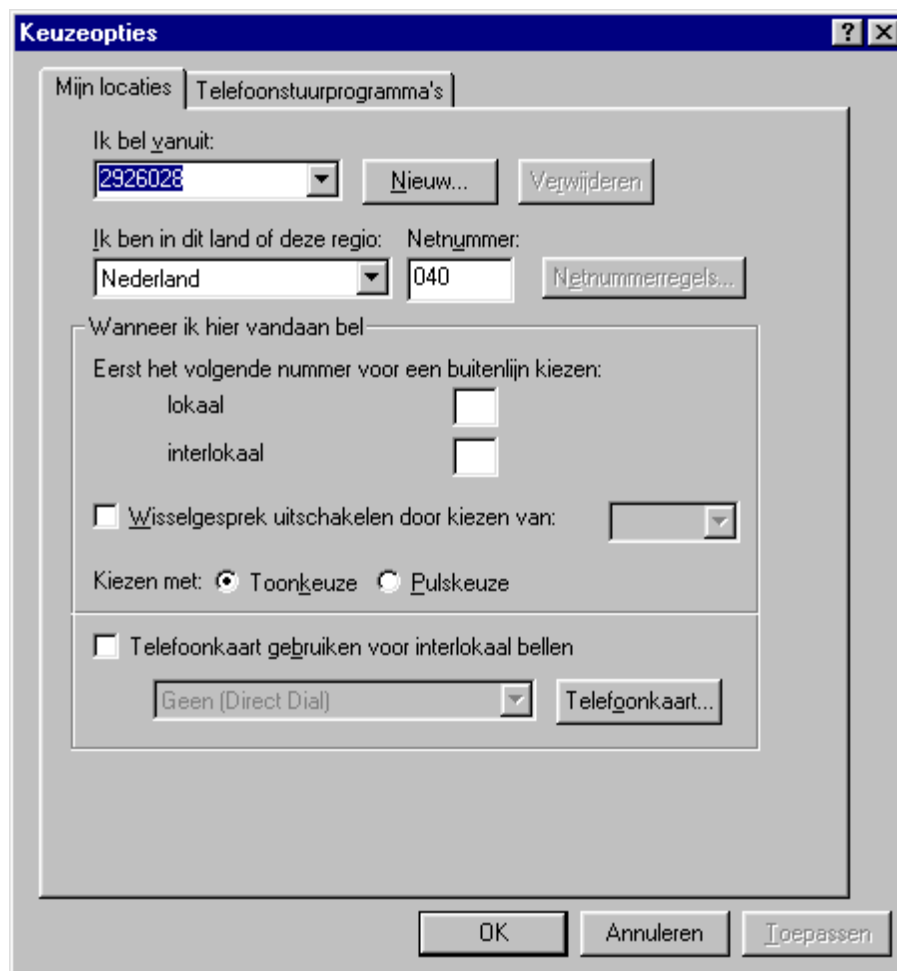 Keuzeopties
Mijn locaties Telefoonstuurprogramma's
Ik bel vanuit:
2926028 Nieuw... Verwijderen
Ik ben in dit land of deze regio: Netnummer:
Nederland 040 Netnummerregels...
Wanneer ik hier vandaan bel
Eerst het volgende nummer voor een buitenlijn kiezen:
lokaal
interlokaal
Wisselgesprek uitschakelen door kiezen van:
Kiezen met: Toonkeuze Pulskeuze
Telefoonkaart gebruiken voor interlokaal bellen
Geen (Direct Dial) Telefoonkaart...
OK Annuleren Toepassen